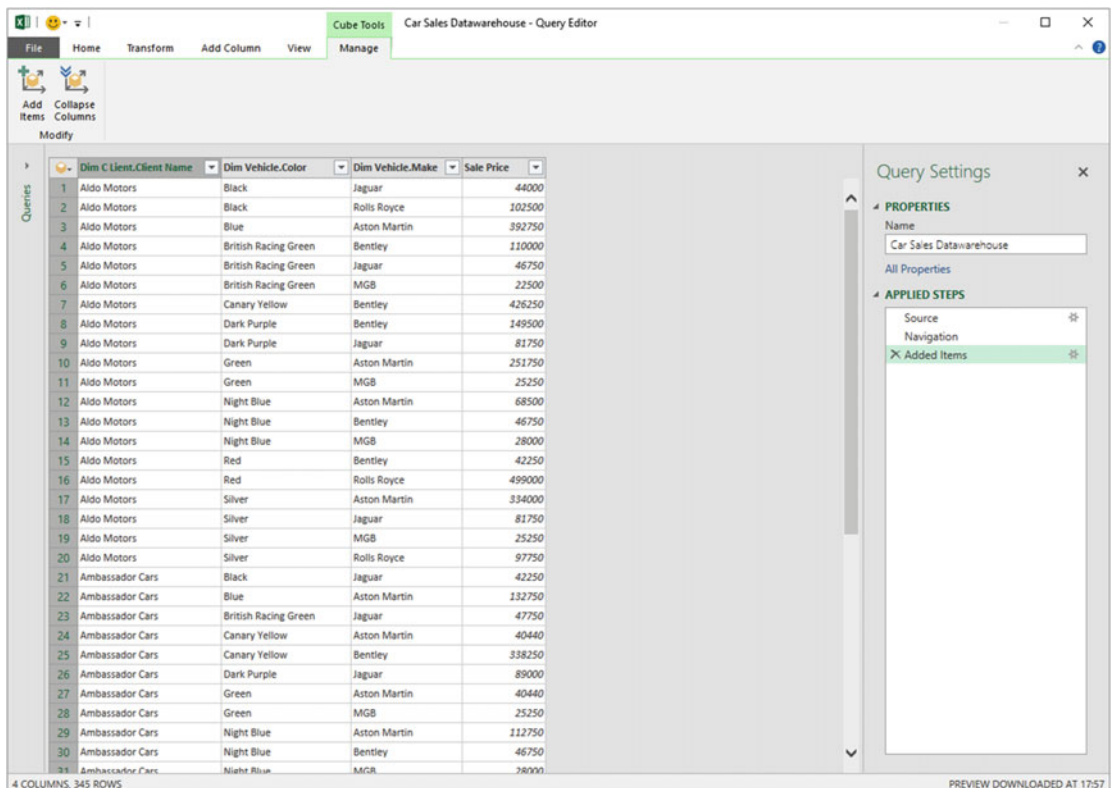 Cube Tools Car Sales Datawarehouse - Query Editor
File Home Transform Add Column View Manage
Add Items Collapse Columns
Modify
Queries
Dim C Lient.Client Name Dim Vehicle.Color Dim Vehicle.Make Sale Price
1 Aldo Motors Black Jaguar 44000
2 Aldo Motors Black Rolls Royce 102500
3 Aldo Motors Blue Aston Martin 392750
4 Aldo Motors British Racing Green Bentley 110000
5 Aldo Motors British Racing Green Jaguar 46750
6 Aldo Motors British Racing Green MGB 22500
7 Aldo Motors Canary Yellow Bentley 426250
8 Aldo Motors Dark Purple Bentley 149500
9 Aldo Motors Dark Purple Jaguar 81750
10 Aldo Motors Green Aston Martin 251750
11 Aldo Motors Green MGB 25250
12 Aldo Motors Night Blue Aston Martin 68500
13 Aldo Motors Night Blue Bentley 46750
14 Aldo Motors Night Blue MGB 28000
15 Aldo Motors Red Bentley 42250
16 Aldo Motors Red Rolls Royce 499000
17 Aldo Motors Silver Aston Martin 334000
18 Aldo Motors Silver Jaguar 81750
19 Aldo Motors Silver MGB 25250
20 Aldo Motors Silver Rolls Royce 97750
21 Ambassador Cars Black Jaguar 42250
22 Ambassador Cars Blue Aston Martin 132750
23 Ambassador Cars British Racing Green Jaguar 47750
24 Ambassador Cars Canary Yellow Aston Martin 40440
25 Ambassador Cars Canary Yellow Bentley 338250
26 Ambassador Cars Dark Purple Jaguar 89000
27 Ambassador Cars Green Aston Martin 40440
28 Ambassador Cars Green MGB 25250
29 Ambassador Cars Night Blue Aston Martin 112750
30 Ambassador Cars Night Blue Bentley 46750
31 Ambassador Cars Night Blue MGB 28000
Query Settings
PROPERTIES
Name
Car Sales Datawarehouse
All Properties
APPLIED STEPS
Source
Navigation
Added Items
4 COLUMNS, 345 ROWS PREVIEW DOWNLOADED AT 17:57